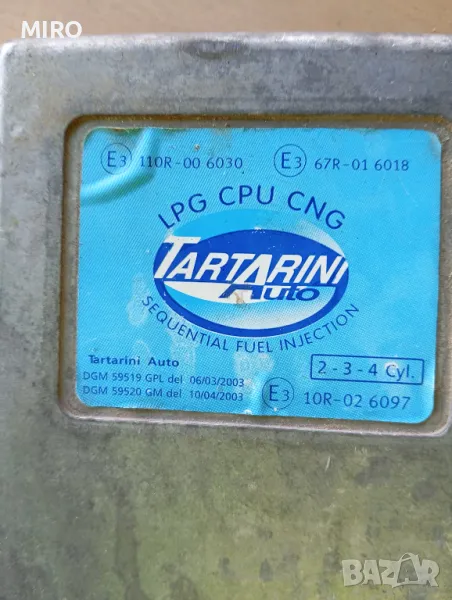 MIRO
E3 110R-00 6030
E3 67R-01 6018
LPG CPU CNG
TARTARINI
Auto
SEQUENTIAL FUEL INJECTION
Tartarini Auto
DGM 59519 GPL del 06/03/2003
DGM 59520 GM del 10/04/2003
2-3-4 Cyl.
E3 10R-02 6097
BAZAR